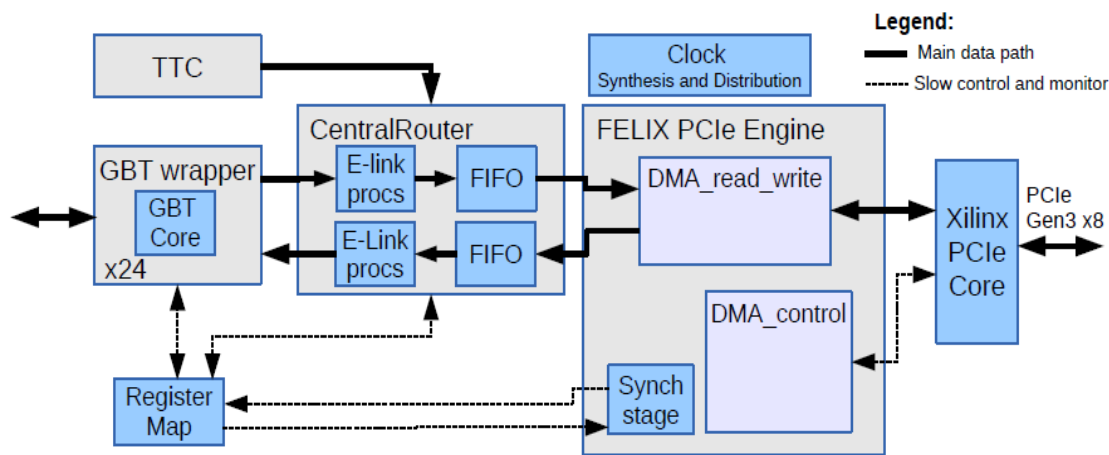 Legend:
Main data path
Slow control and monitor
TTC
Clock
Synthesis and Distribution
CentralRouter
FELIX PCIe Engine
GBT wrapper
GBT
Core
x24
E-link
procs
FIFO
E-Link
procs
FIFO
DMA_read_write
Xilinx
PCIe
Core
PCIe
Gen3 x8
DMA_control
Register
Map
Synch
stage